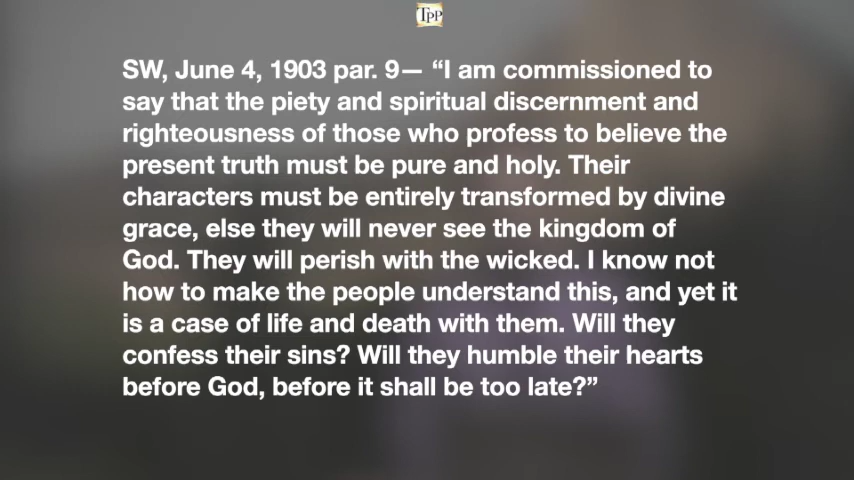 TPP
SW, June 4, 1903 par. 9— “I am commissioned to
say that the piety and spiritual discernment and
righteousness of those who profess to believe the
present truth must be pure and holy. Their
characters must be entirely transformed by divine
grace, else they will never see the kingdom of
God. They will perish with the wicked. I know not
how to make the people understand this, and yet it
is a case of life and death with them. Will they
confess their sins? Will they humble their hearts
before God, before it shall be too late?”